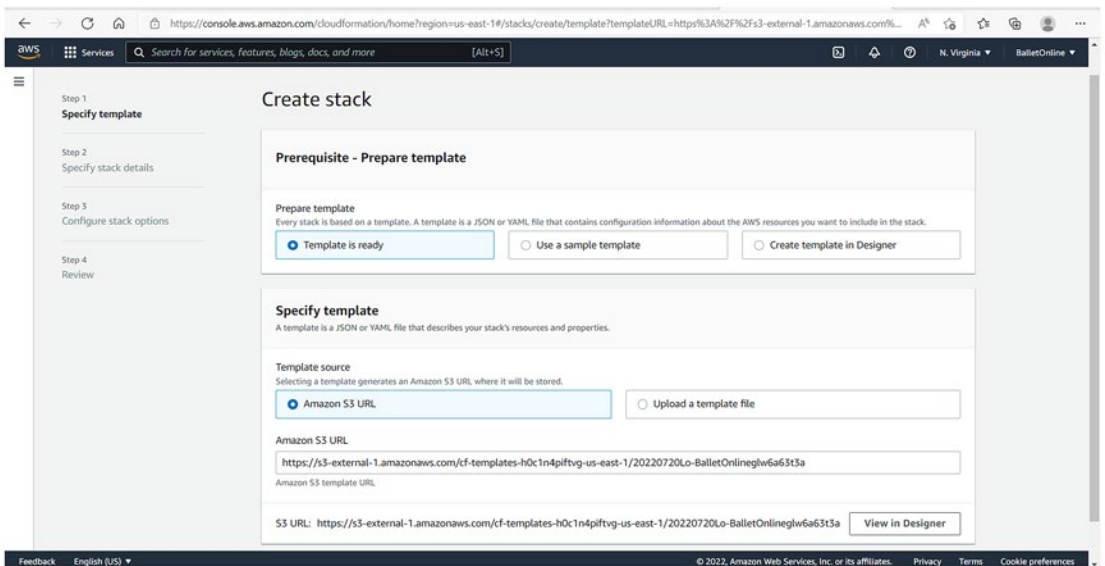 https://console.aws.amazon.com/cloudformation/home?region=us-east-1#/stacks/create/template?templateURL=https%3A%2F%2Fs3-external-1.amazonaws.com%...
aws
Services
Search for services, features, blogs, docs, and more
[Alt+S]
N. Virginia ▼
BalletOnline ▼
Step 1
Specify template
Step 2
Specify stack details
Step 3
Configure stack options
Step 4
Review
Create stack
Prerequisite - Prepare template
Prepare template
Every stack is based on a template. A template is a JSON or YAML file that contains configuration information about the AWS resources you want to include in the stack.
Template is ready
Use a sample template
Create template in Designer
Specify template
A template is a JSON or YAML file that describes your stack's resources and properties.
Template source
Selecting a template generates an Amazon S3 URL where it will be stored.
Amazon S3 URL
Upload a template file
Amazon S3 URL
https://s3-external-1.amazonaws.com/cf-templates-h0c1n4piftvg-us-east-1/20220720Lo-BalletOnlineglw6a63t3a
Amazon S3 template URL
S3 URL: https://s3-external-1.amazonaws.com/cf-templates-h0c1n4piftvg-us-east-1/20220720Lo-BalletOnlineglw6a63t3a
View in Designer
Feedback
English (US) ▼
© 2022, Amazon Web Services, Inc. or its affiliates.
Privacy
Terms
Cookie preferences